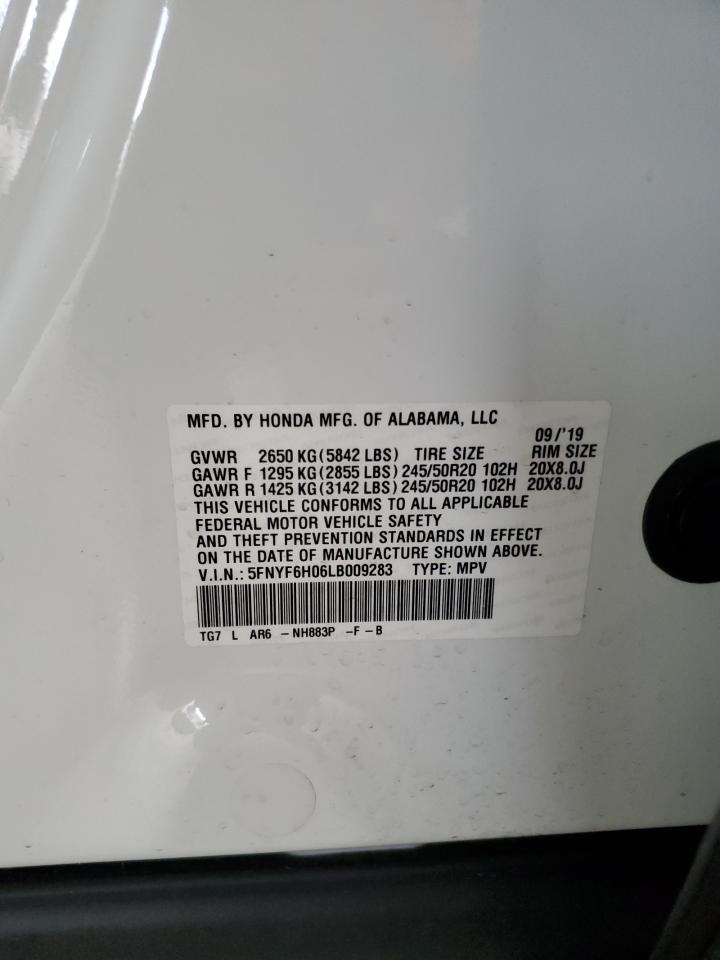 MFD. BY HONDA MFG. OF ALABAMA, LLC
09/'19
GVWR 2650 KG(5842 LBS) TIRE SIZE RIM SIZE
GAWR F 1295 KG(2855 LBS) 245/50R20 102H 20X8.0J
GAWR R 1425 KG(3142 LBS) 245/50R20 102H 20X8.0J
THIS VEHICLE CONFORMS TO ALL APPLICABLE
FEDERAL MOTOR VEHICLE SAFETY
AND THEFT PREVENTION STANDARDS IN EFFECT
ON THE DATE OF MANUFACTURE SHOWN ABOVE.
V.I.N.: 5FNYF6H06LB009283 TYPE: MPV
TG7 L AR6 -NH883P -F-B